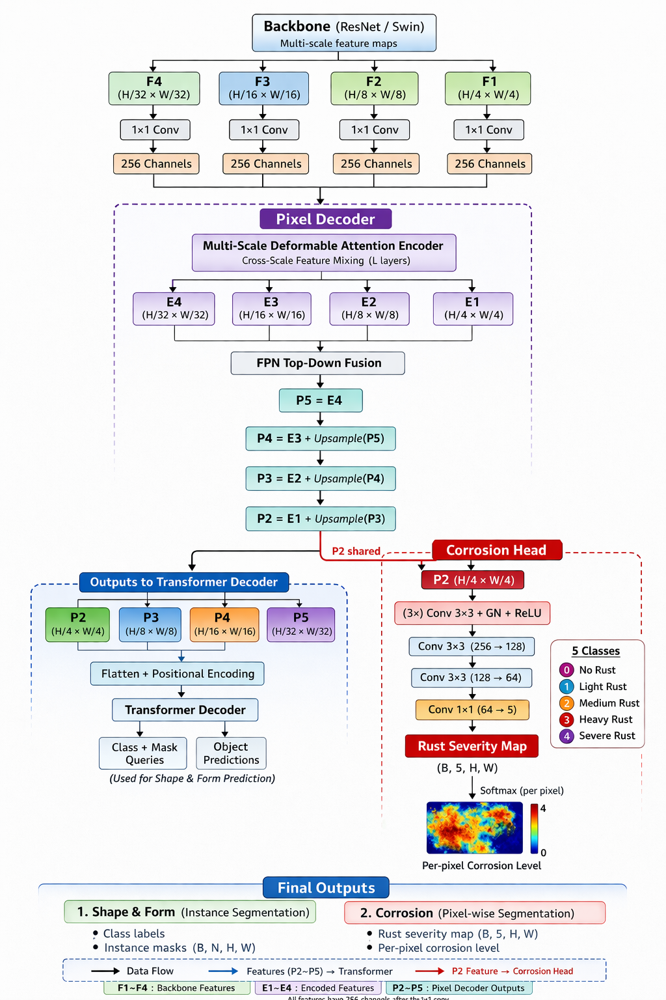 Backbone (ResNet / Swin)
Multi-scale feature maps
F4
(H/32 × W/32)
F3
(H/16 × W/16)
F2
(H/8 × W/8)
F1
(H/4 × W/4)
1×1 Conv
1×1 Conv
1×1 Conv
1×1 Conv
256 Channels
256 Channels
256 Channels
256 Channels
Pixel Decoder
Multi-Scale Deformable Attention Encoder
Cross-Scale Feature Mixing (L layers)
E4
(H/32 × W/32)
E3
(H/16 × W/16)
E2
(H/8 × W/8)
E1
(H/4 × W/4)
FPN Top-Down Fusion
P5 = E4
P4 = E3 + Upsample(P5)
P3 = E2 + Upsample(P4)
P2 = E1 + Upsample(P3)
P2 shared
Outputs to Transformer Decoder
P2
(H/4 × W/4)
P3
(H/8 × W/8)
P4
(H/16 × W/16)
P5
(H/32 × W/32)
Flatten + Positional Encoding
Transformer Decoder
Class + Mask
Queries
Object
Predictions
(Used for Shape & Form Prediction)
Corrosion Head
P2 (H/4 × W/4)
(3×) Conv 3×3 + GN + ReLU
Conv 3×3 (256 → 128)
Conv 3×3 (128 → 64)
Conv 1×1 (64 → 5)
Rust Severity Map
(B, 5, H, W)
Softmax (per pixel)
4
0
Per-pixel Corrosion Level
5 Classes
0 No Rust
1 Light Rust
2 Medium Rust
3 Heavy Rust
4 Severe Rust
Final Outputs
1. Shape & Form (Instance Segmentation)
• Class labels
• Instance masks (B, N, H, W)
2. Corrosion (Pixel-wise Segmentation)
• Rust severity map (B, 5, H, W)
• Per-pixel corrosion level
Data Flow
Features (P2~P5) → Transformer
P2 Feature → Corrosion Head
F1~F4 : Backbone Features
E1~E4 : Encoded Features
P2~P5 : Pixel Decoder Outputs
All features have 256 channels after the 1×1 conv